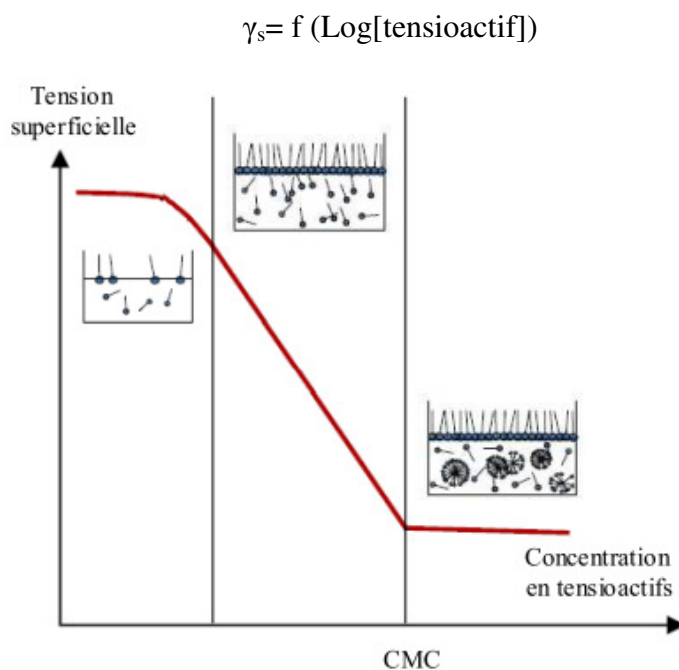 γs= f (Log[tensioactif])
Tension
superficielle
Concentration
en tensioactifs
CMC